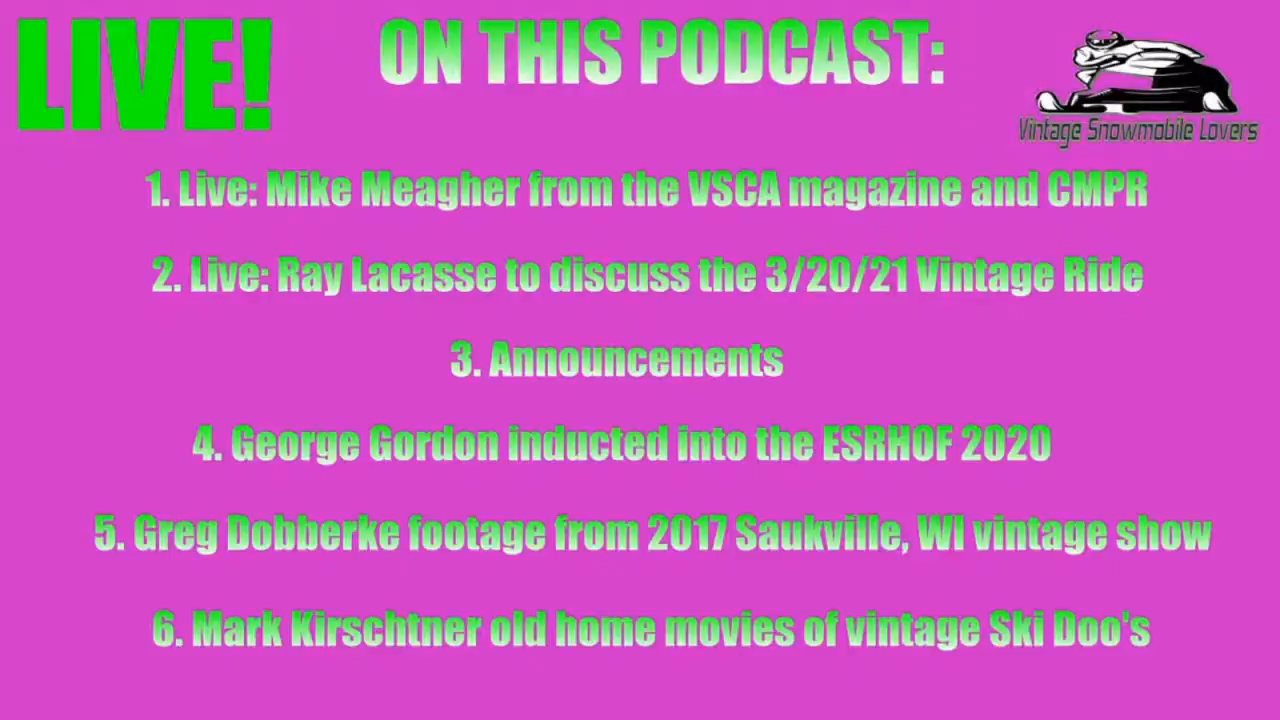 LIVE!
ON THIS PODCAST:
Vintage Snowmobile Lovers
1. Live: Mike Meagher from the VSCA magazine and CMPR
2. Live: Ray Lacasse to discuss the 3/20/21 Vintage Ride
3. Announcements
4. George Gordon inducted into the ESRHOF 2020
5. Greg Dobberke footage from 2017 Saukville, WI vintage show
6. Mark Kirschtner old home movies of vintage Ski Doo's